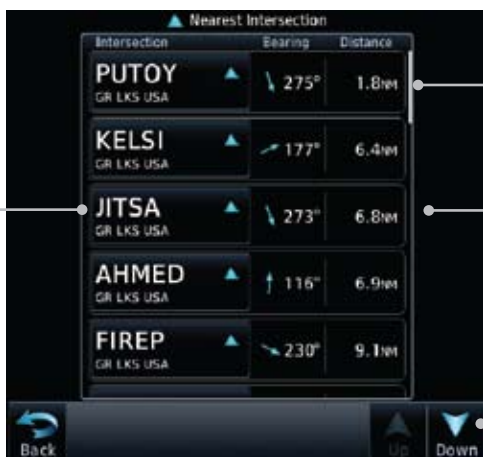 Nearest Intersection
Intersection Bearing Distance
PUTOY 275° 1.8NM
GR LKS USA
KELSI 177° 6.4NM
GR LKS USA
JITSA 273° 6.8NM
GR LKS USA
AHMED 116° 6.9NM
GR LKS USA
FIREP 230° 9.1NM
GR LKS USA
Back Up Down